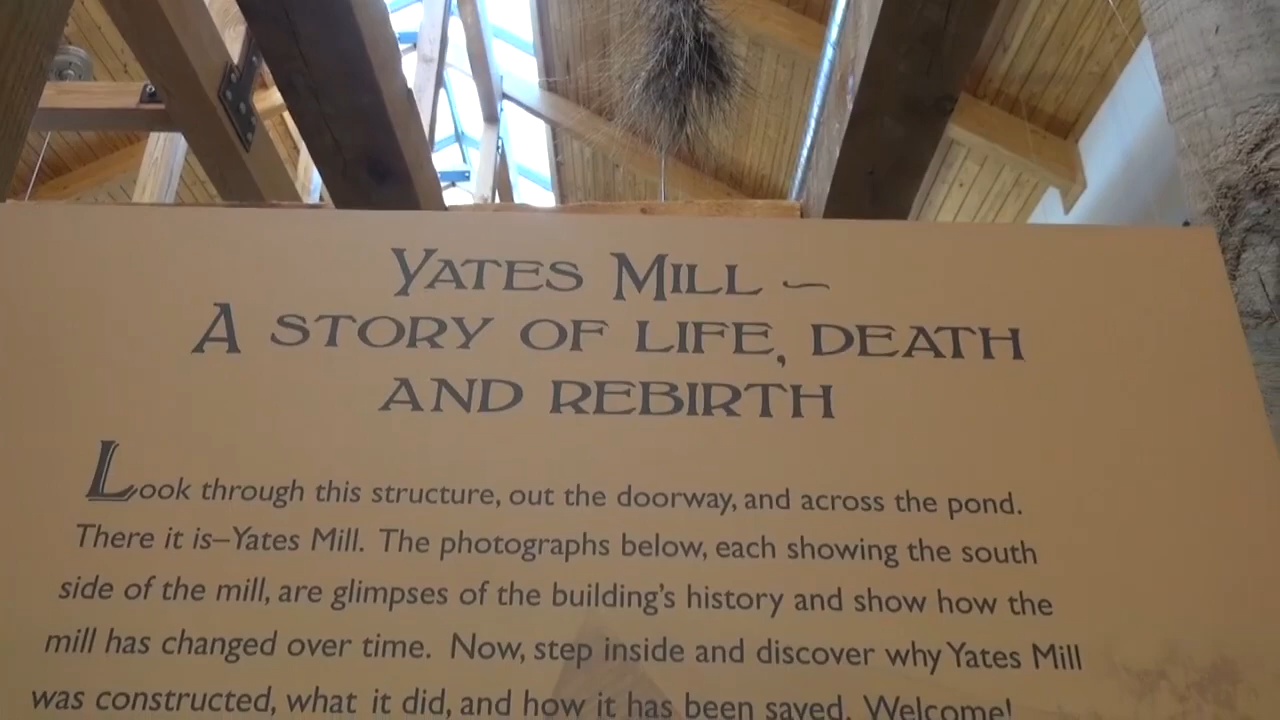 YATES MILL ~
A STORY OF LIFE, DEATH
AND REBIRTH
Look through this structure, out the doorway, and across the pond.
There it is–Yates Mill. The photographs below, each showing the south
side of the mill, are glimpses of the building's history and show how the
mill has changed over time. Now, step inside and discover why Yates Mill
was constructed, what it did, and how it has been saved. Welcome!